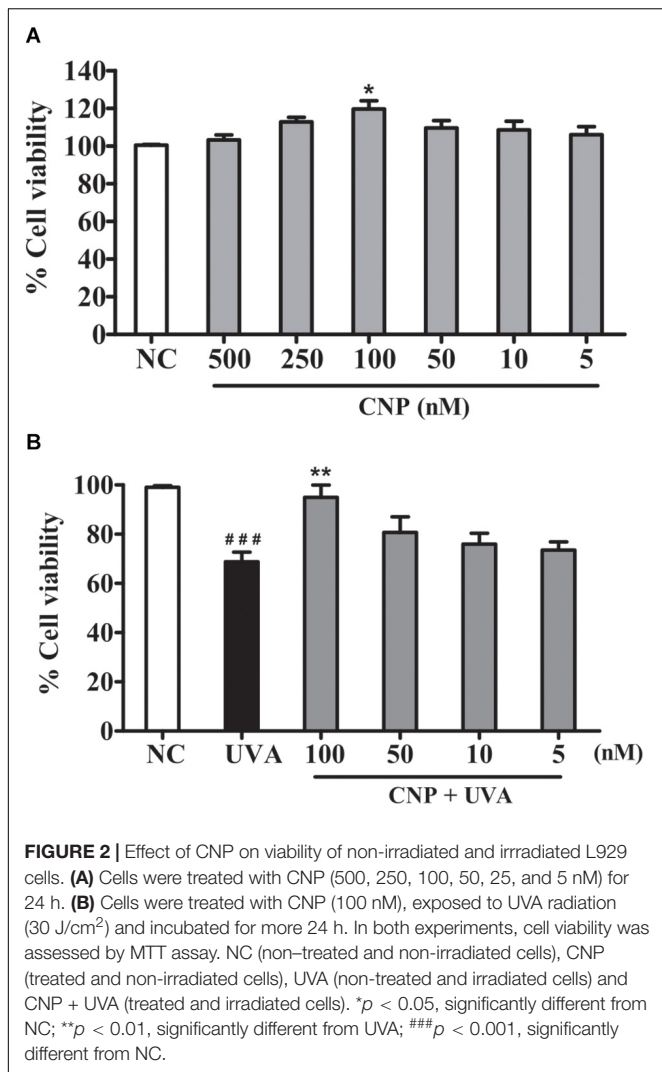 A
140
120
100
80
60
40
20
0
% Cell viability
*
NC 500 250 100 50 10 5
CNP (nM)
B
100
80
60
40
20
0
% Cell viability
###
**
NC UVA 100 50 10 5 (nM)
CNP + UVA
FIGURE 2 | Effect of CNP on viability of non-irradiated and irrradiated L929
cells. (A) Cells were treated with CNP (500, 250, 100, 50, 25, and 5 nM) for
24 h. (B) Cells were treated with CNP (100 nM), exposed to UVA radiation
(30 J/cm²) and incubated for more 24 h. In both experiments, cell viability was
assessed by MTT assay. NC (non–treated and non-irradiated cells), CNP
(treated and non-irradiated cells), UVA (non-treated and irradiated cells) and
CNP + UVA (treated and irradiated cells). *p < 0.05, significantly different from
NC; **p < 0.01, significantly different from UVA; ###p < 0.001, significantly
different from NC.